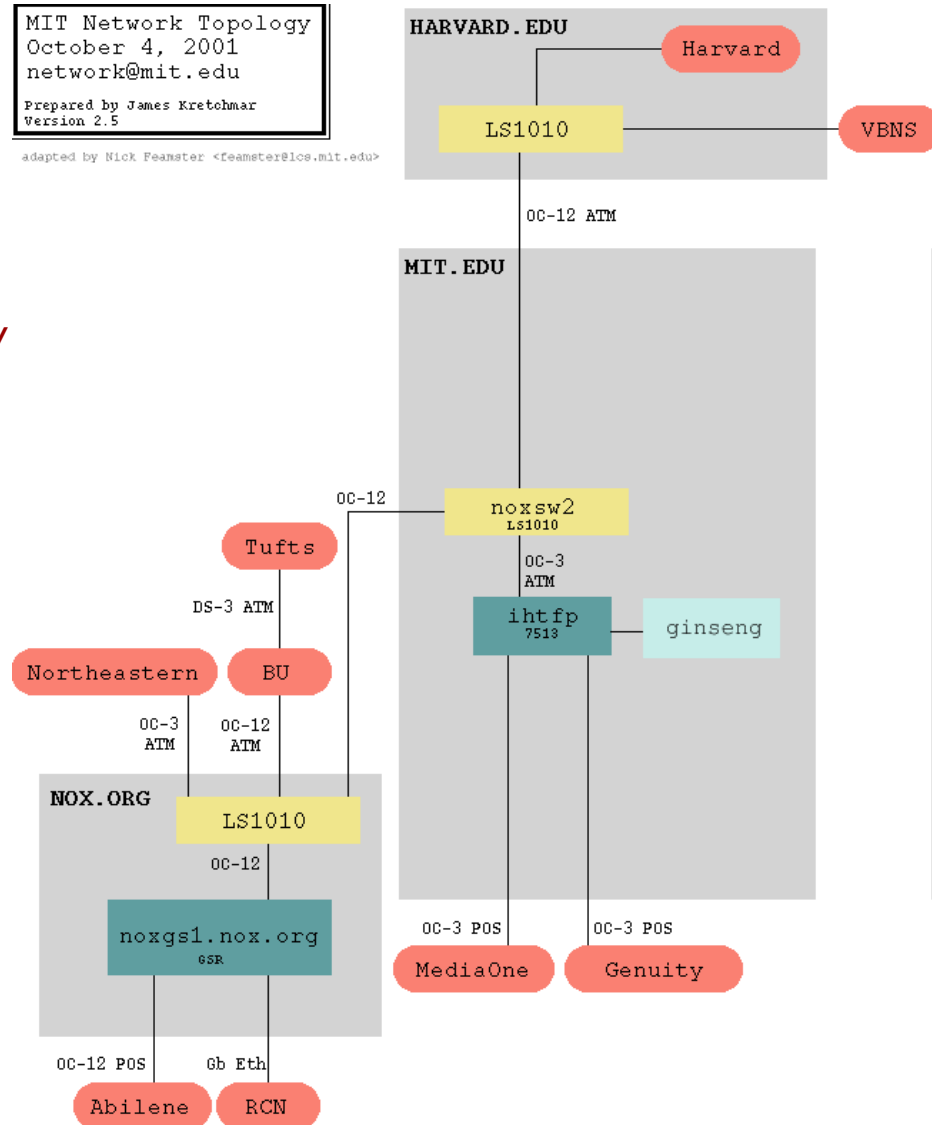 MIT Network Topology
October 4, 2001
network@mit.edu
Prepared by James Kretchmar
Version 2.5
adapted by Nick Feamster <feamster@lcs.mit.edu>
HARVARD.EDU
Harvard
LS1010
VBNS
OC-12 ATM
MIT.EDU
OC-12
noxsw2
LS1010
Tufts
OC-3
ATM
DS-3 ATM
ihtfp
7513
ginseng
Northeastern
BU
OC-3
ATM
OC-12
ATM
NOX.ORG
LS1010
OC-12
noxgs1.nox.org
GSR
OC-3 POS
OC-3 POS
MediaOne
Genuity
OC-12 POS
Gb Eth
Abilene
RCN